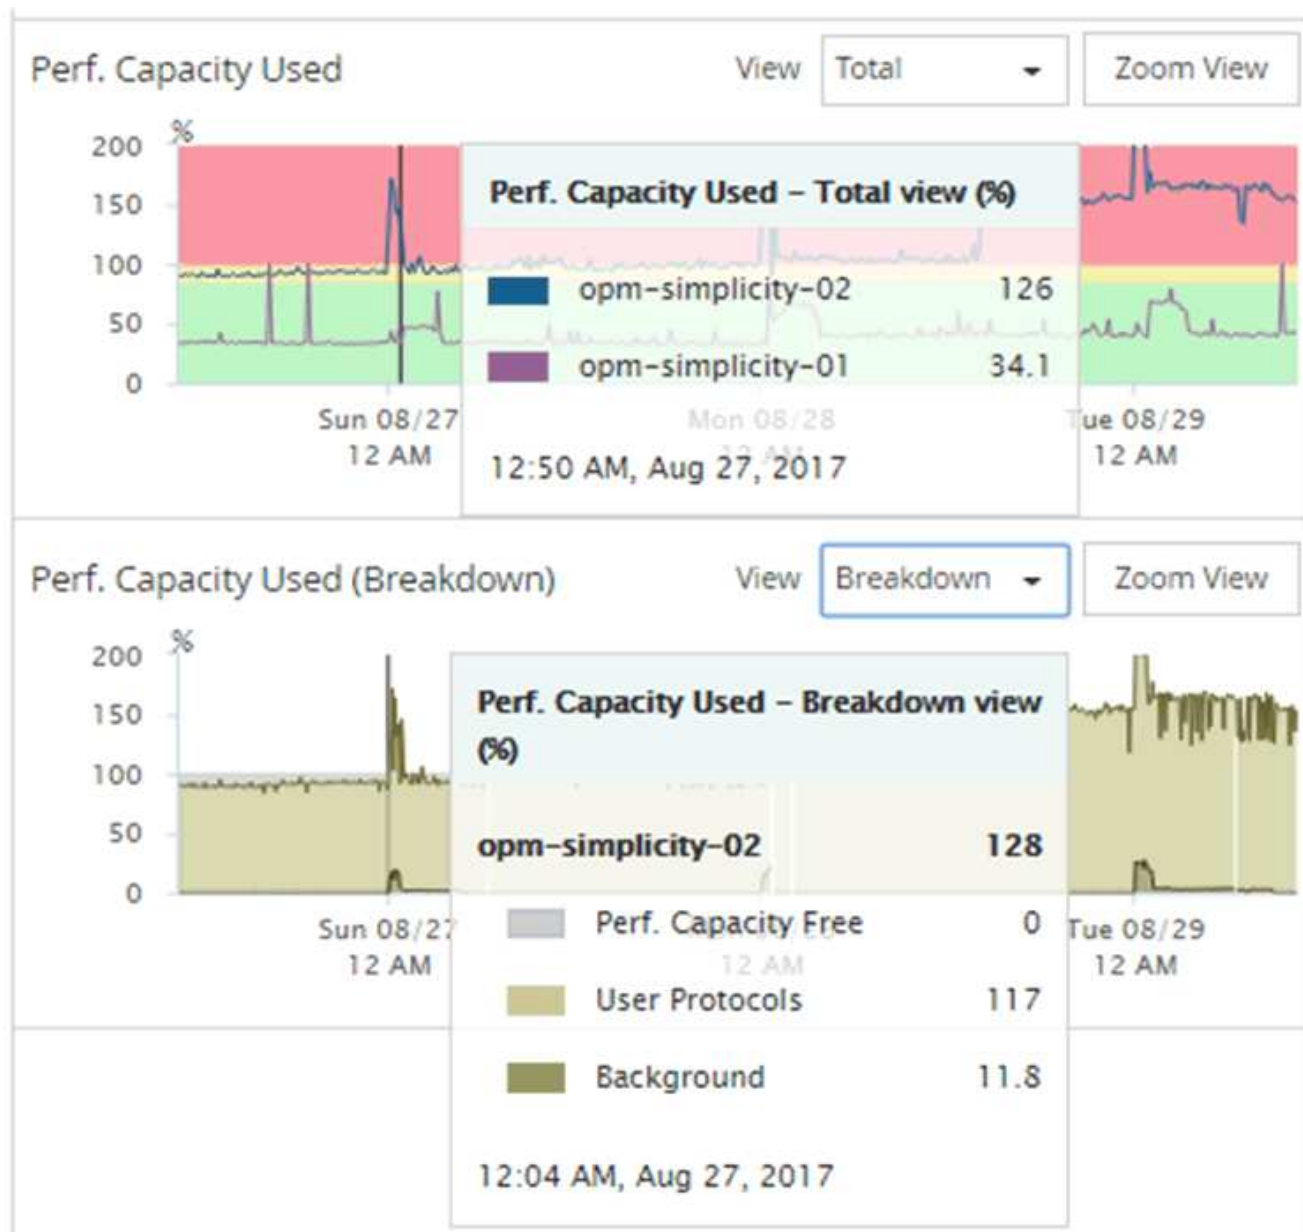 Perf. Capacity Used View Total Zoom View
%
200
150
100
50
0
Perf. Capacity Used – Total view (%)
opm-simplicity-02 126
opm-simplicity-01 34.1
12:50 AM, Aug 27, 2017
Sun 08/27 Mon 08/28 Tue 08/29
12 AM 12 AM 12 AM
Perf. Capacity Used (Breakdown) View Breakdown Zoom View
%
200
150
100
50
0
Perf. Capacity Used – Breakdown view
(%)
opm-simplicity-02 128
Perf. Capacity Free 0
User Protocols 117
Background 11.8
12:04 AM, Aug 27, 2017
Sun 08/27 Tue 08/29
12 AM 12 AM 12 AM